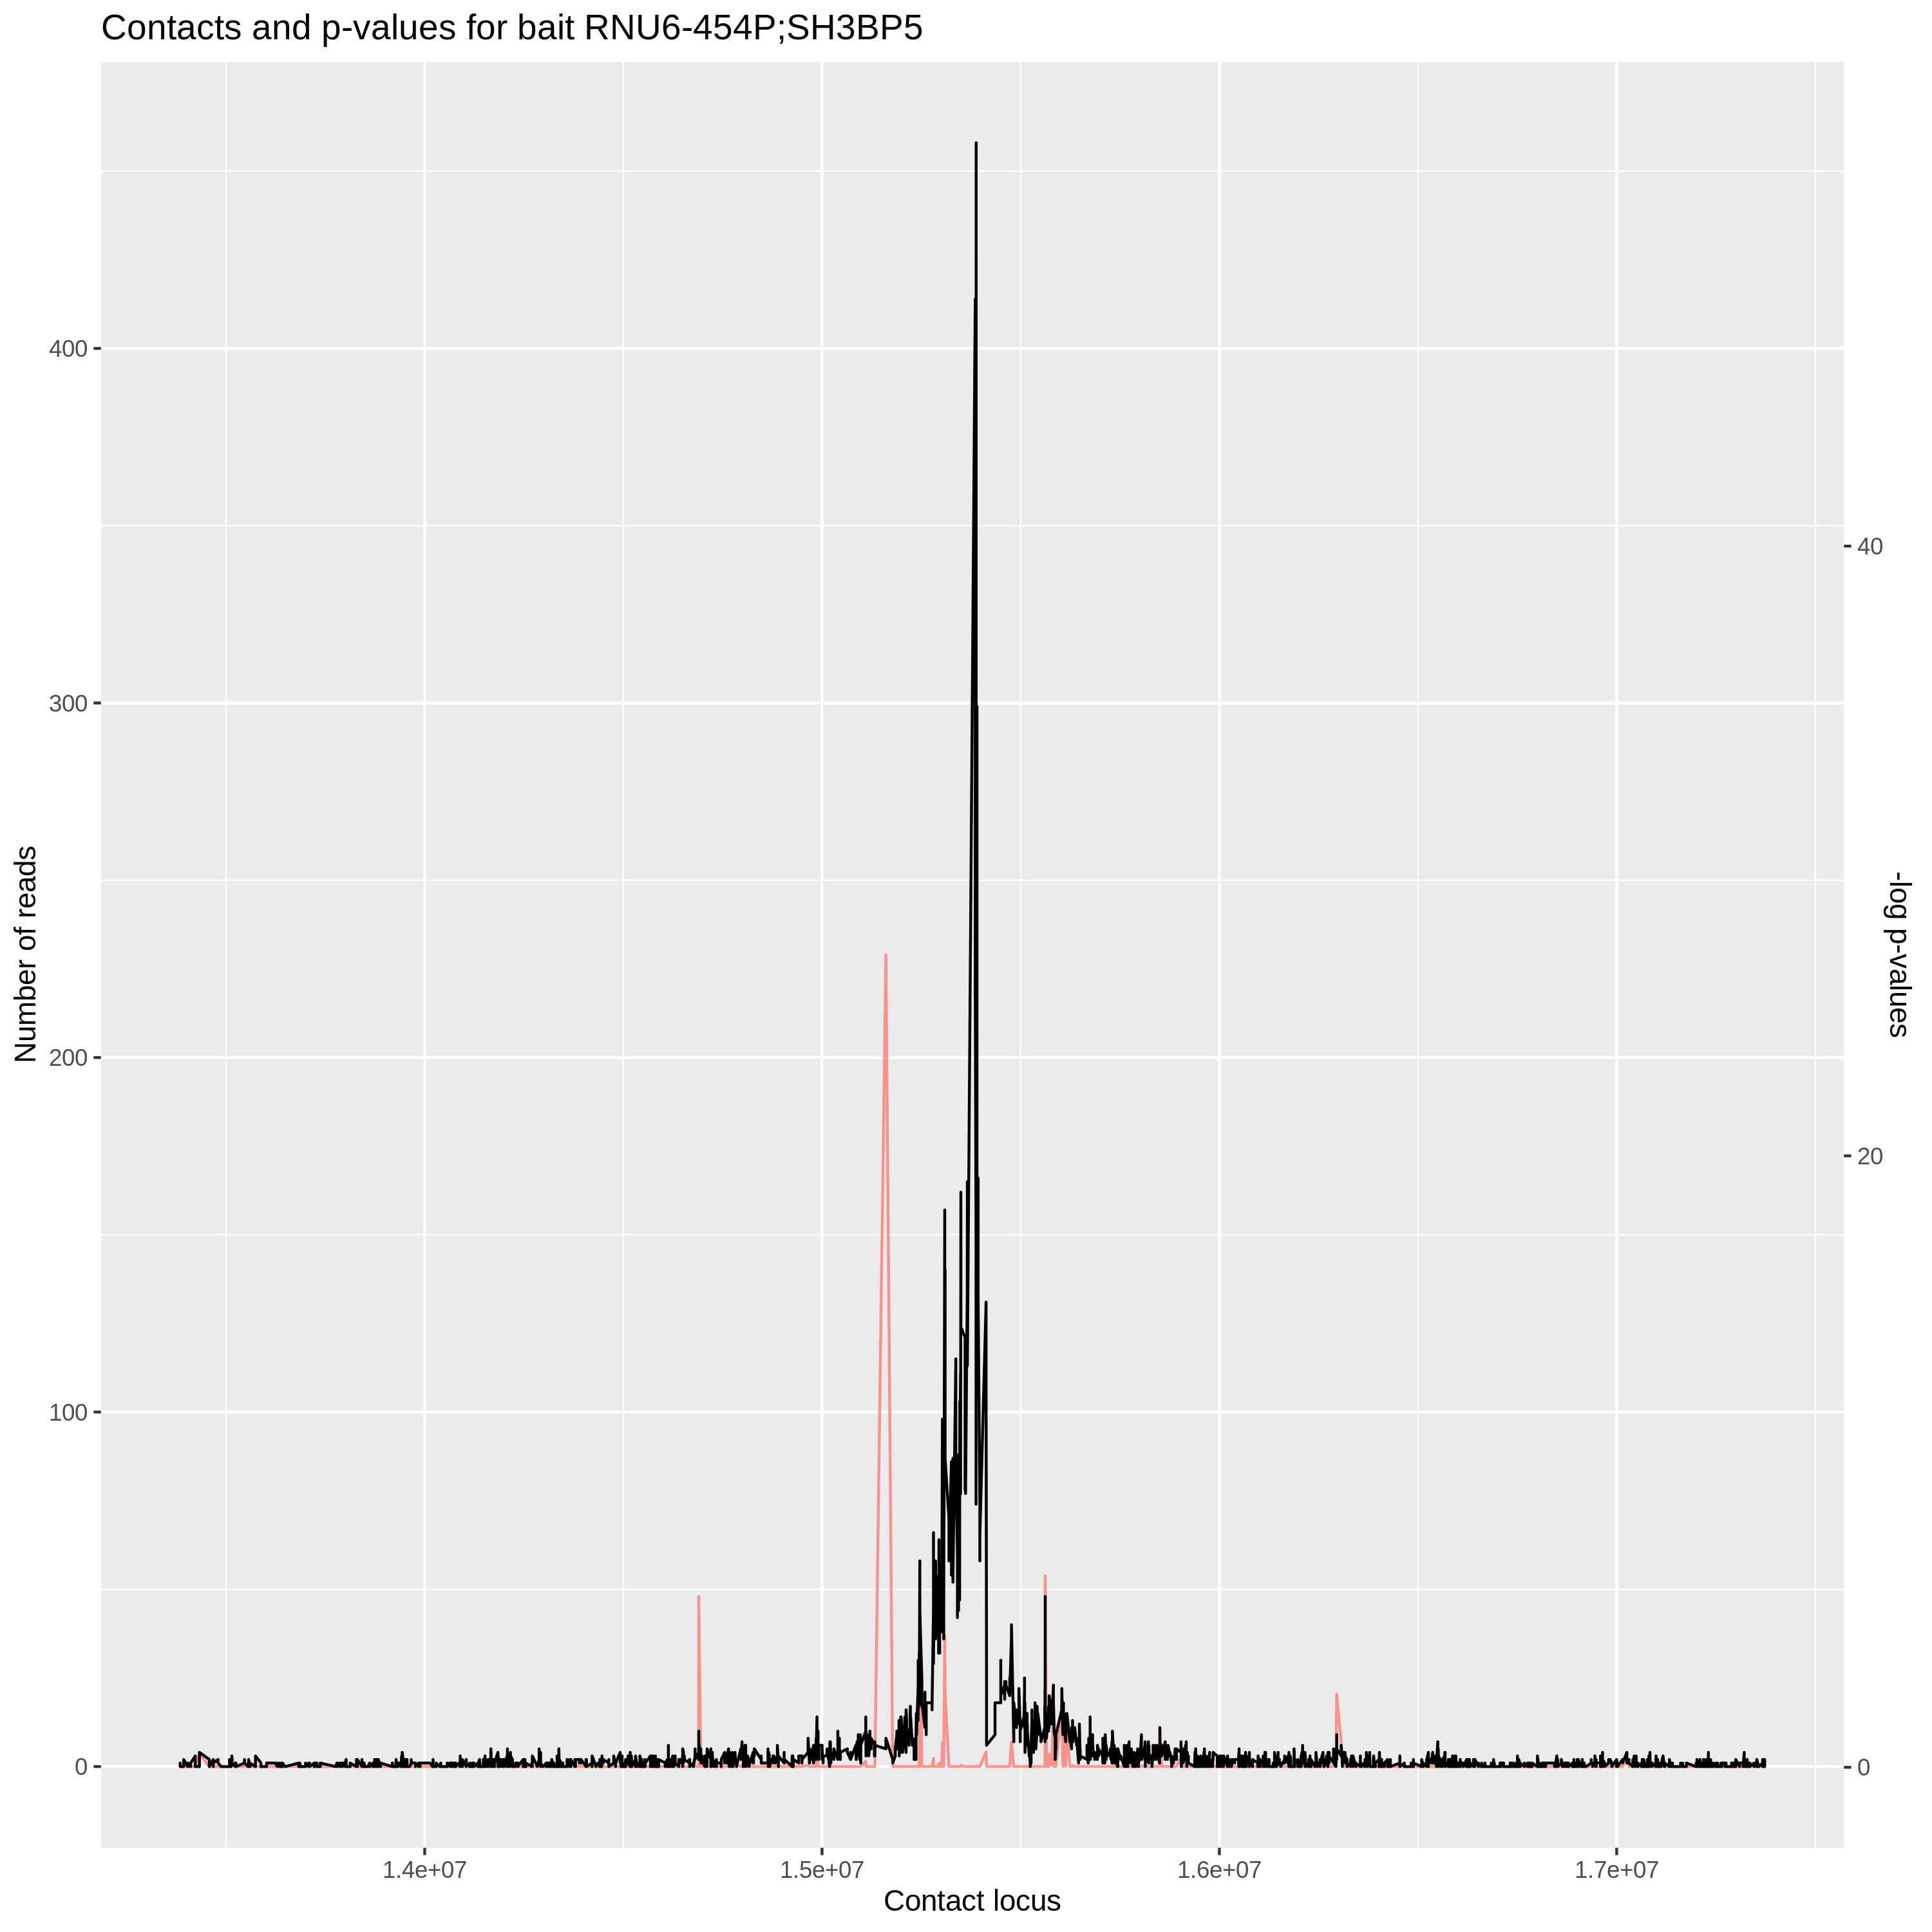 Contacts and p-values for bait RNU6-454P;SH3BP5
400
300
200
100
0
Number of reads
40
20
0
-log p-values
1.4e+07
1.5e+07
1.6e+07
1.7e+07
Contact locus